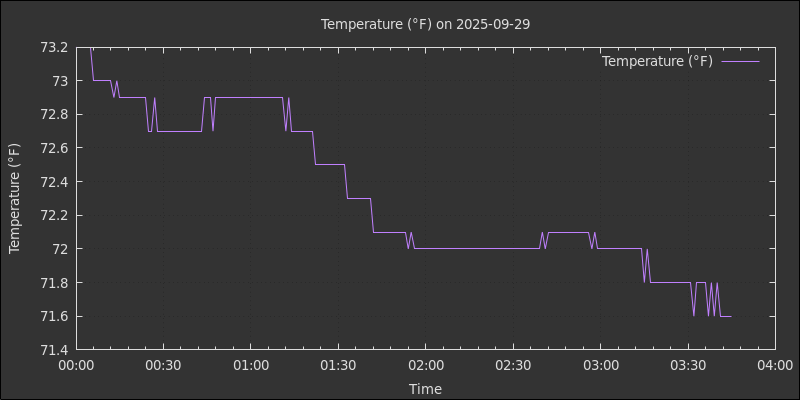 Temperature (°F) on 2025-09-29
Temperature (°F)
73.2
73
72.8
72.6
72.4
72.2
72
71.8
71.6
71.4
Temperature (°F)
00:00 00:30 01:00 01:30 02:00 02:30 03:00 03:30 04:00
Time